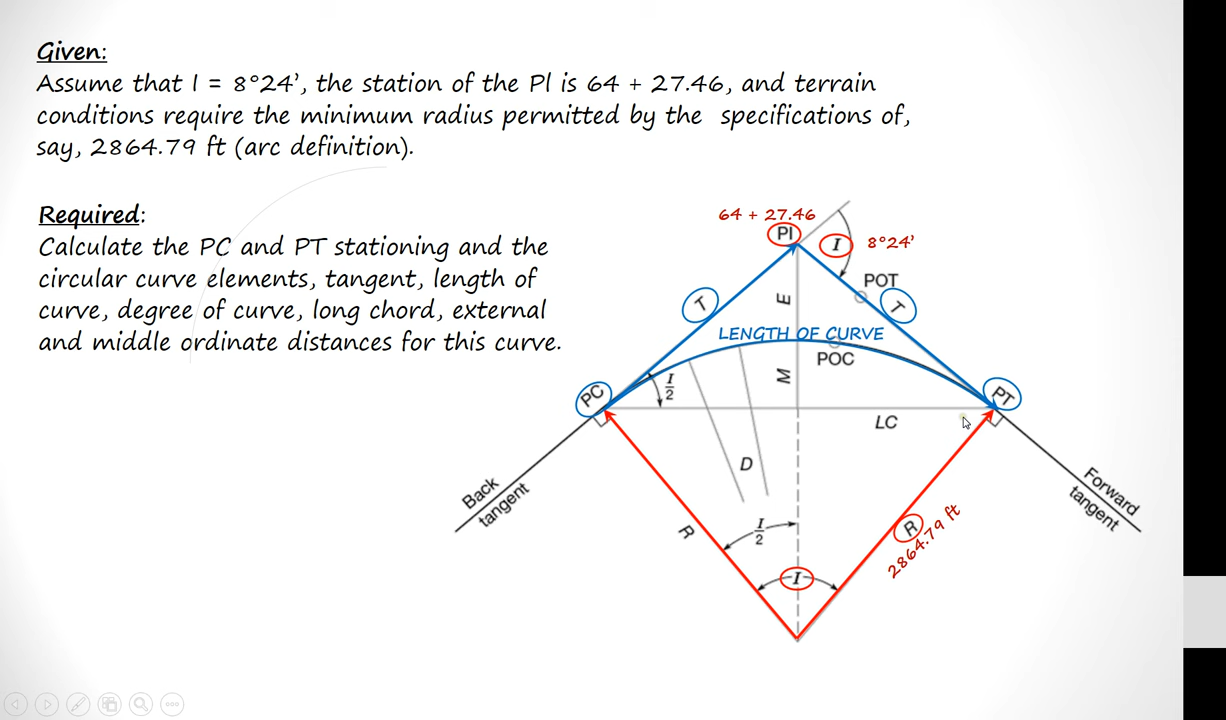 Given:
Assume that I = 8°24', the station of the PI is 64 + 27.46, and terrain
conditions require the minimum radius permitted by the specifications of,
say, 2864.79 ft (arc definition).
Required:
Calculate the PC and PT stationing and the
circular curve elements, tangent, length of
curve, degree of curve, long chord, external
and middle ordinate distances for this curve.
64 + 27.46
PI
I
8°24'
POT
T
E
T
LENGTH OF CURVE
POC
I/2
M
PC
PT
LC
D
Back
tangent
Forward
tangent
R
I/2
R
2864.79 ft
I